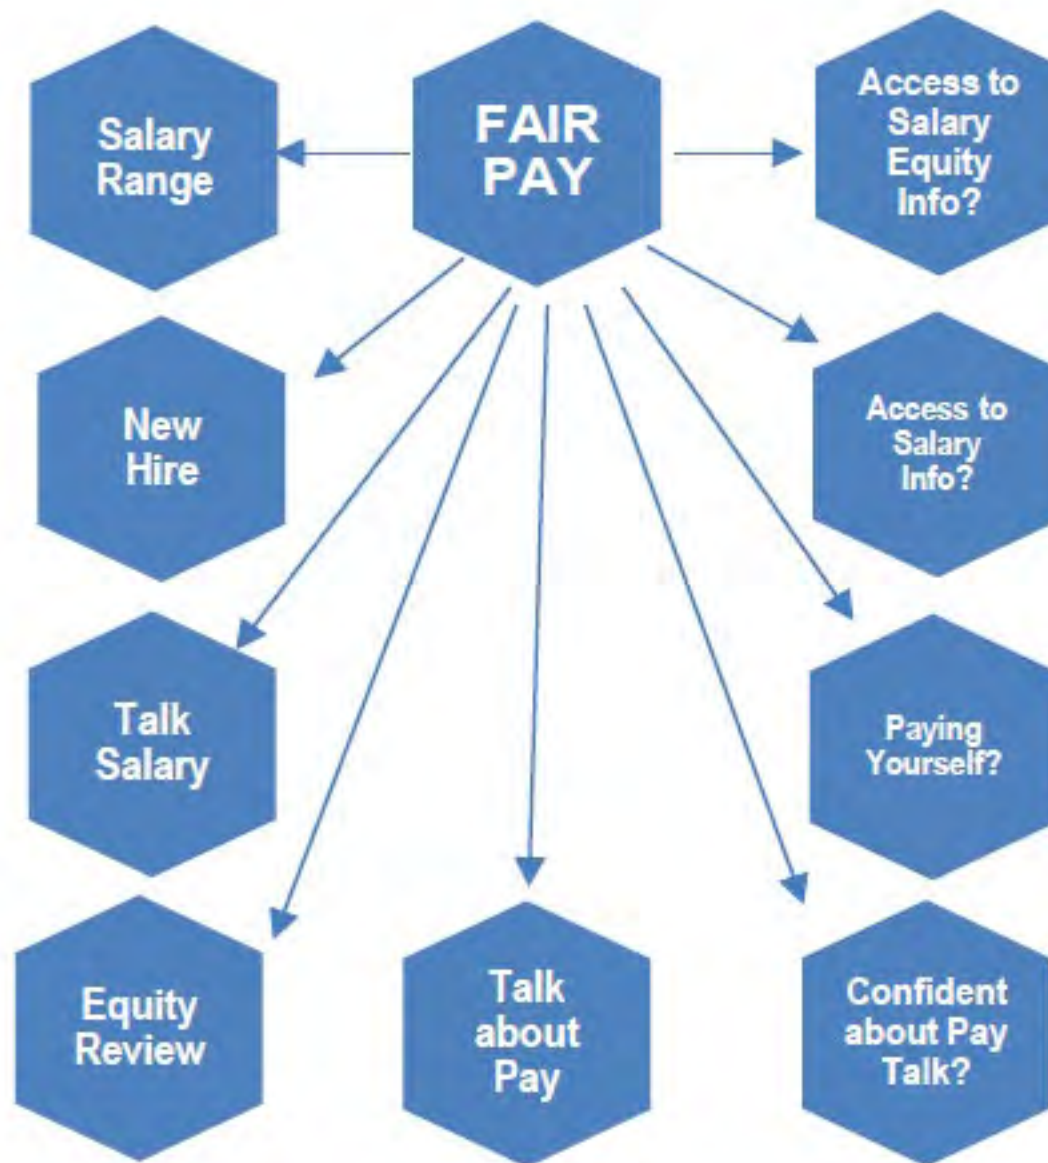 Salary
Range
FAIR
PAY
Access to
Salary
Equity
Info?
New
Hire
Access to
Salary
Info?
Talk
Salary
Paying
Yourself?
Equity
Review
Talk
about
Pay
Confident
about Pay
Talk?